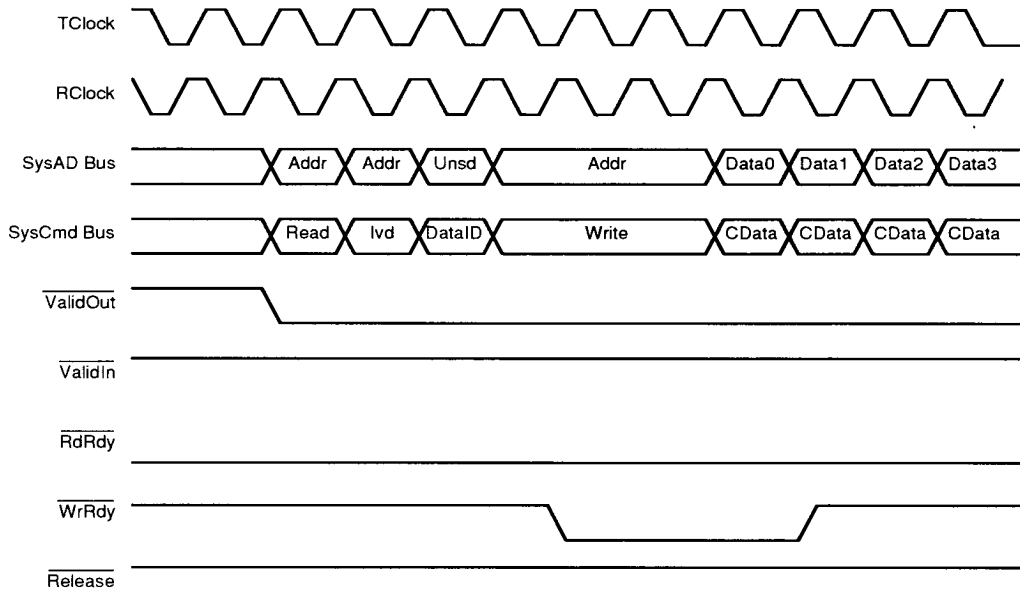 TClock
RClock
SysAD Bus Addr Addr Unsd Addr Data0 Data1 Data2 Data3
SysCmd Bus Read Ivd DataID Write CData CData CData CData
ValidOut
ValidIn
RdRdy
WrRdy
Release